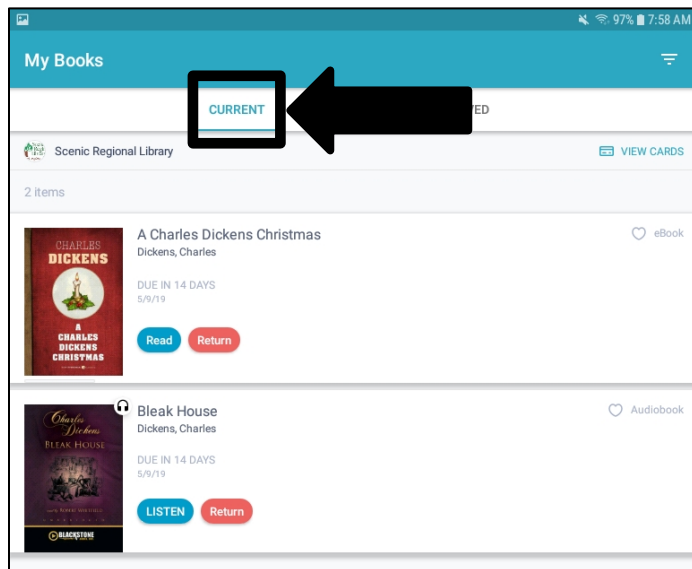 97% 7:58 AM
My Books
CURRENT
Scenic Regional Library
VIEW CARDS
2 items
CHARLES
DICKENS
A
CHARLES
DICKENS
CHRISTMAS
A Charles Dickens Christmas
Dickens, Charles
eBook
DUE IN 14 DAYS
5/9/19
Read Return
Charles
Dickens
BLEAK HOUSE
BLACKSTONE
Bleak House
Dickens, Charles
Audiobook
DUE IN 14 DAYS
5/9/19
LISTEN Return